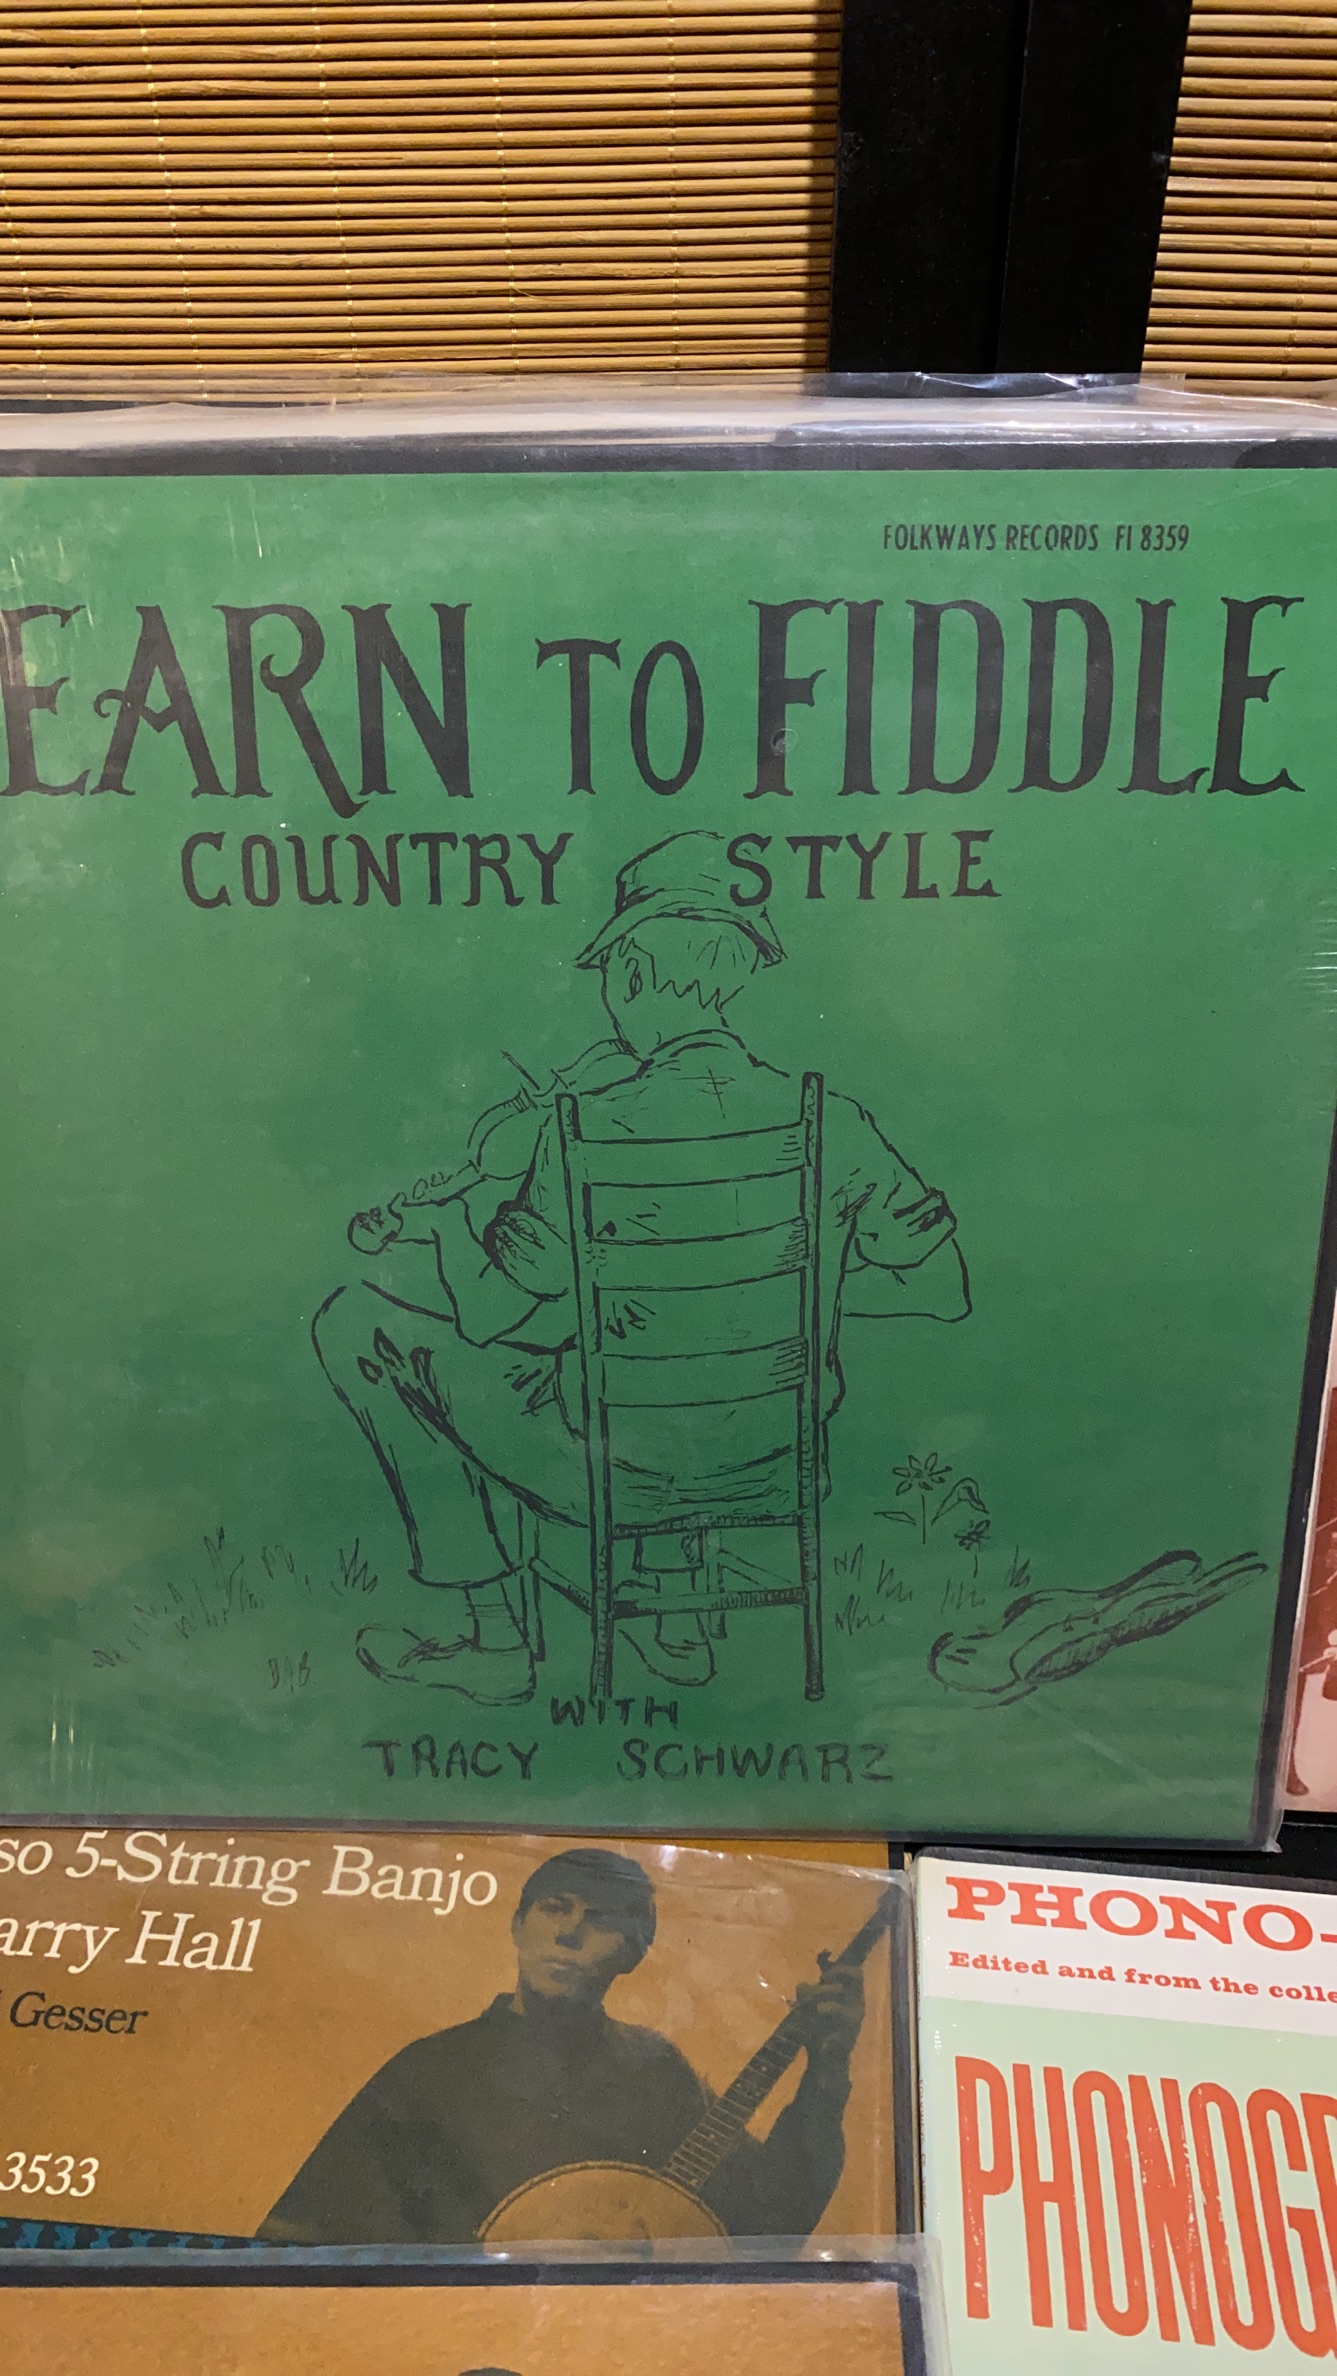 FOLKWAYS RECORDS FI 8359
EARN TO FIDDLE
COUNTRY STYLE
DAB
WITH
TRACY SCHWARZ
so 5-String Banjo
arry Hall
Gesser
3533
PHONO-
Edited and from the colle
PHONOG